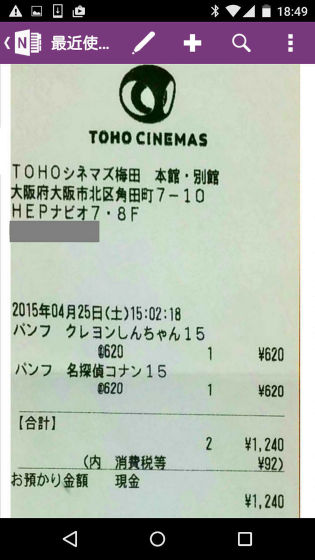 18:49
N 最近使...
TOHO CINEMAS
TOHOシネマズ梅田 本館・別館
大阪府大阪市北区角田町7-10
HEPナビオ7・8F
2015年04月25日(土)15:02:18
パンフ クレヨンしんちゃん15
@620 1 ¥620
パンフ 名探偵コナン15
@620 1 ¥620
【合計】
2 ¥1,240
(内 消費税等 ¥92)
お預かり金額 現金
¥1,240